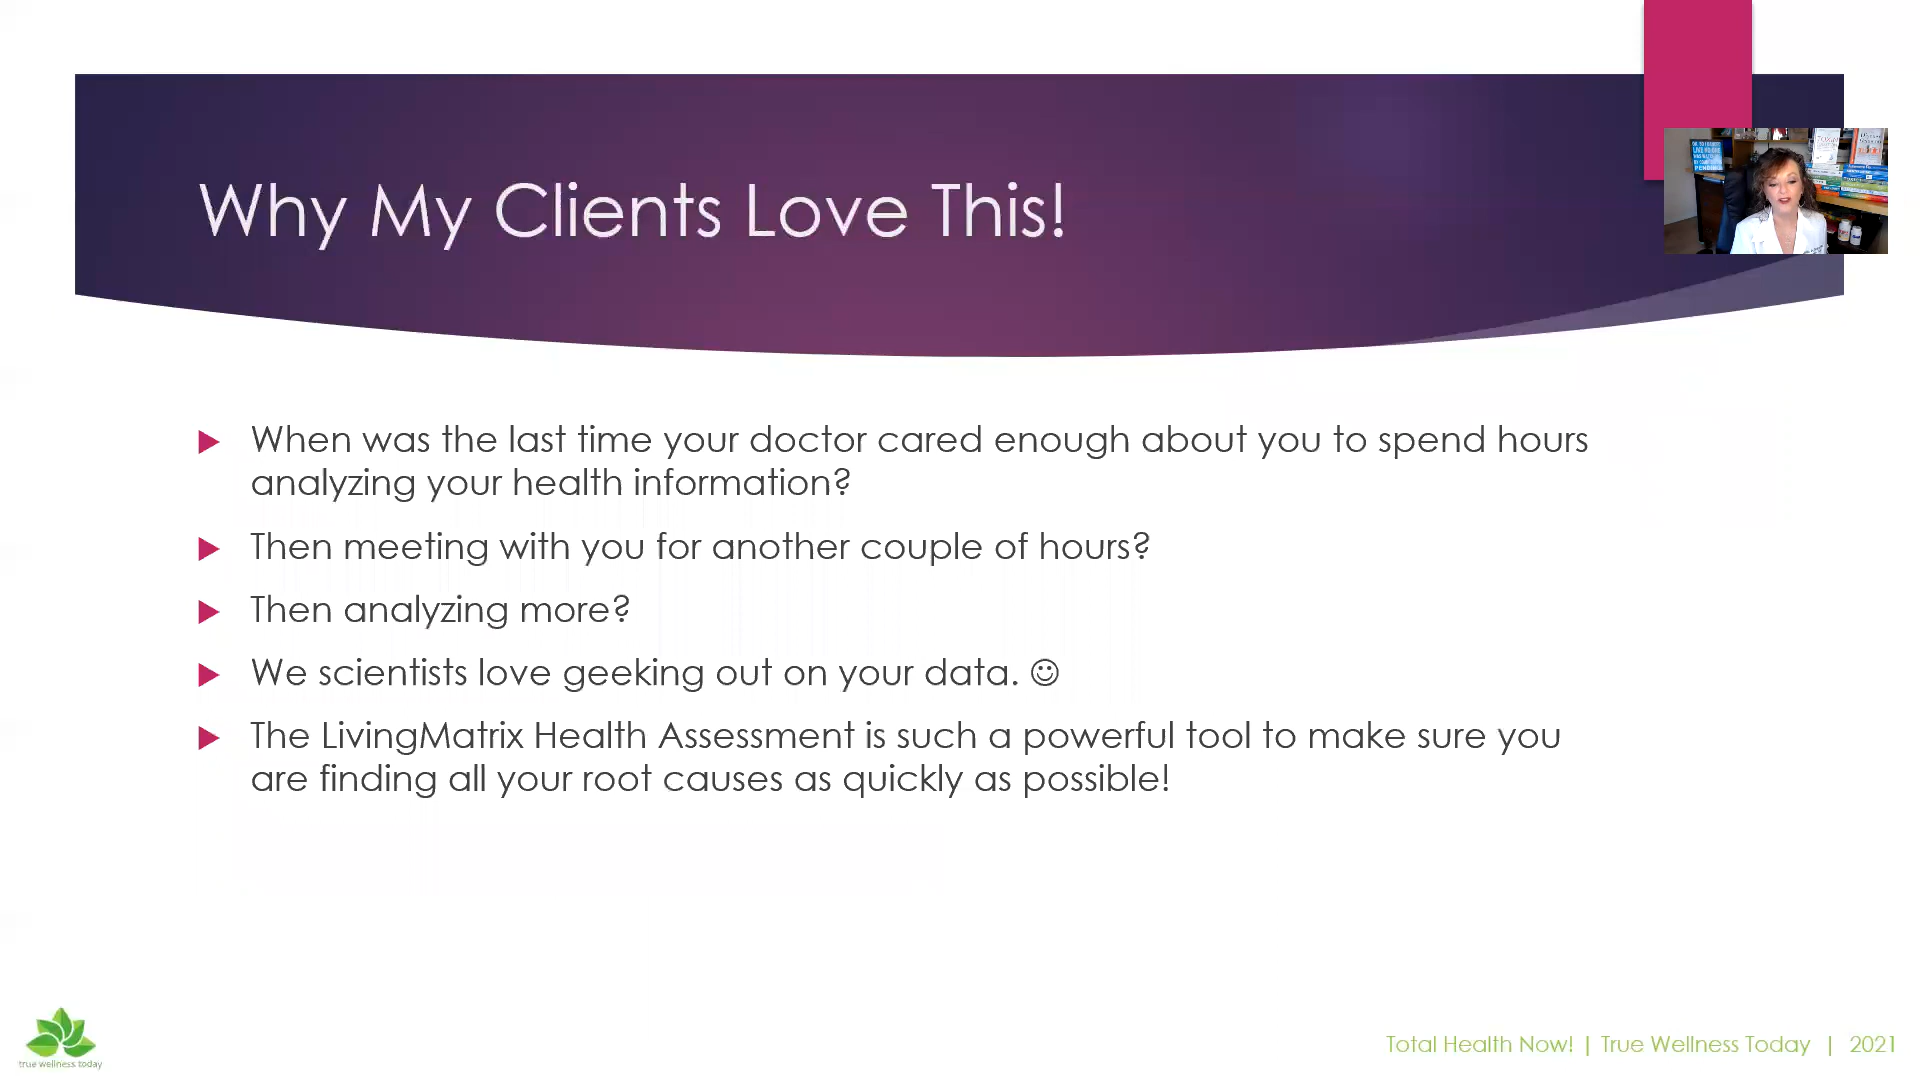 Why My Clients Love This!
When was the last time your doctor cared enough about you to spend hours
analyzing your health information?
Then meeting with you for another couple of hours?
Then analyzing more?
We scientists love geeking out on your data. ☺
The LivingMatrix Health Assessment is such a powerful tool to make sure you
are finding all your root causes as quickly as possible!
true wellness today
Total Health Now! | True Wellness Today | 2021